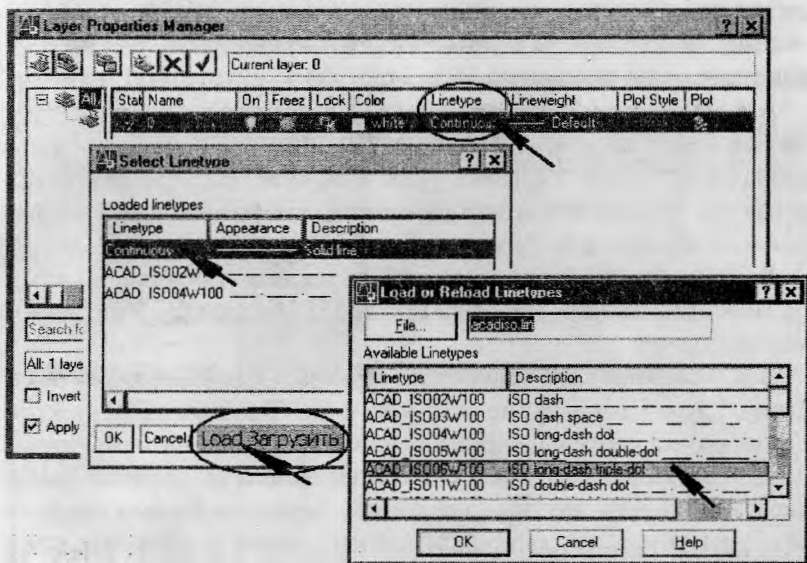 Layer Properties Manager
Current layer: 0
All
Stat Name On Freez Lock Color Linetype Lineweight Plot Style Plot
0 white Continuou Default
Select Linetype
Loaded linetypes
Linetype Appearance Description
Continuous Solid line
ACAD_ISO02W1
ACAD_ISO04W100
Search fo
All: 1 laye
Invert
Apply
OK Cancel Load Загрузить
Load or Reload Linetypes
File... acadiso.lin
Available Linetypes
Linetype Description
ACAD_ISO02W100 ISO dash
ACAD_ISO03W100 ISO dash space
ACAD_ISO04W100 ISO long-dash dot
ACAD_ISO05W100 ISO long-dash double-dot
ACAD_ISO06W100 ISO long-dash triple-dot
ACAD_ISO11W100 ISO double-dash dot
OK Cancel Help